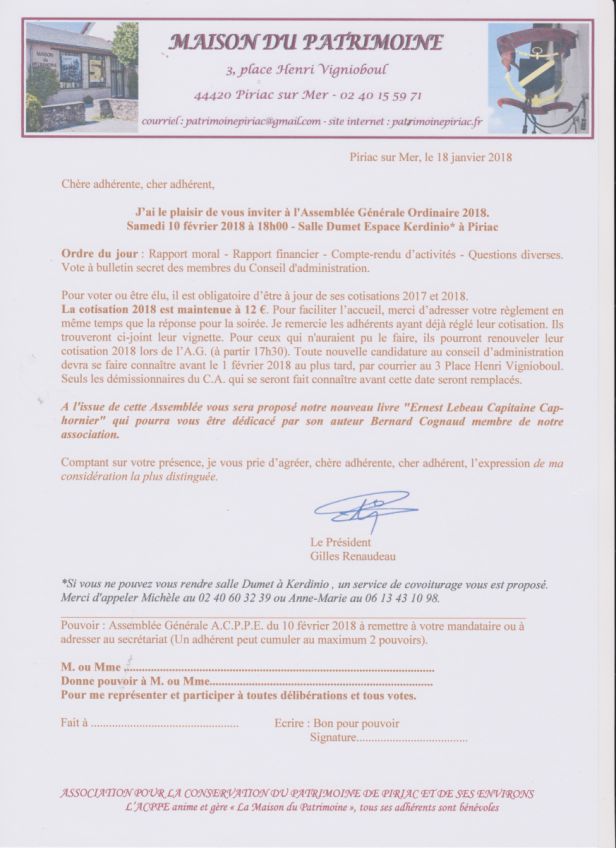 MAISON DU PATRIMOINE
3, place Henri Vignioboul
44420 Piriac sur Mer - 02 40 15 59 71
courriel : patrimoinepiriac@gmail.com - site internet : patrimoinepiriac.fr
Piriac sur Mer, le 18 janvier 2018
Chère adhérente, cher adhérent,
J'ai le plaisir de vous inviter à l'Assemblée Générale Ordinaire 2018.
Samedi 10 février 2018 à 18h00 - Salle Dumet Espace Kerdinio* à Piriac
Ordre du jour : Rapport moral - Rapport financier - Compte-rendu d'activités - Questions diverses.
Vote à bulletin secret des membres du Conseil d'administration.
Pour voter ou être élu, il est obligatoire d'être à jour de ses cotisations 2017 et 2018.
La cotisation 2018 est maintenue à 12 €. Pour faciliter l'accueil, merci d'adresser votre règlement en
même temps que la réponse pour la soirée. Je remercie les adhérents ayant déjà réglé leur cotisation. Ils
trouveront ci-joint leur vignette. Pour ceux qui n'auraient pu le faire, ils pourront renouveler leur
cotisation 2018 lors de l'A.G. (à partir 17h30). Toute nouvelle candidature au conseil d'administration
devra se faire connaître avant le 1 février 2018 au plus tard, par courrier au 3 Place Henri Vignioboul.
Seuls les démissionnaires du C.A. qui se seront fait connaître avant cette date seront remplacés.
A l'issue de cette Assemblée vous sera proposé notre nouveau livre "Ernest Lebeau Capitaine Cap-
hornier" qui pourra vous être dédicacé par son auteur Bernard Cognaud membre de notre
association.
Comptant sur votre présence, je vous prie d'agréer, chère adhérente, cher adhérent, l'expression de ma
considération la plus distinguée.
Le Président
Gilles Renaudeau
*Si vous ne pouvez vous rendre salle Dumet à Kerdinio , un service de covoiturage vous est proposé.
Merci d'appeler Michèle au 02 40 60 32 39 ou Anne-Marie au 06 13 43 10 98.
Pouvoir : Assemblée Générale A.C.P.P.E. du 10 février 2018 à remettre à votre mandataire ou à
adresser au secrétariat (Un adhérent peut cumuler au maximum 2 pouvoirs).
M. ou Mme ....................................................................................
Donne pouvoir à M. ou Mme............................................................
Pour me représenter et participer à toutes délibérations et tous votes.
Fait à ................................................ Ecrire : Bon pour pouvoir
Signature...........................
ASSOCIATION POUR LA CONSERVATION DU PATRIMOINE DE PIRIAC ET DE SES ENVIRONS
L'ACPPE anime et gère « La Maison du Patrimoine », tous ses adhérents sont bénévoles